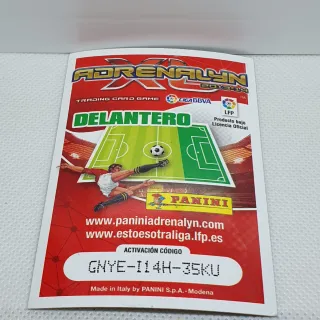 ADRENALYN XL
TRADING CARD GAME
LIGA BBVA
LFP
Producto bajo
Licencia Oficial
DELANTERO
PANINI
www.paniniadrenalyn.com
www.estoesotraliga.lfp.es
ACTIVACIÓN CÓDIGO
GNYE-I14H-35KU
Made in Italy by PANINI S.p.A. - Modena